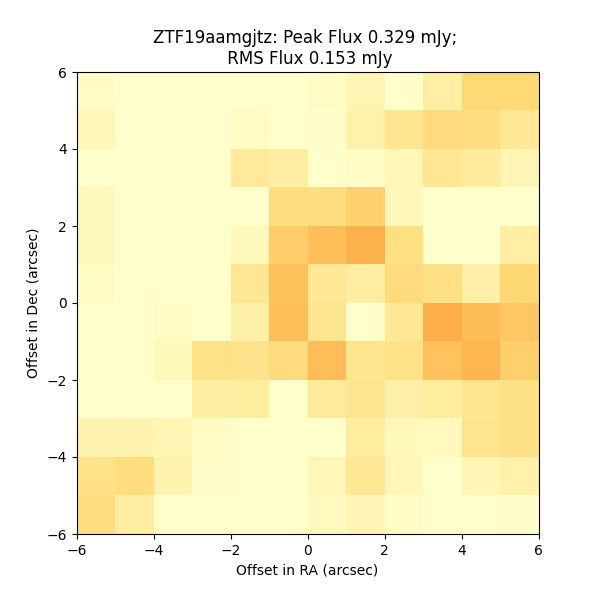 ZTF19aamgjtz: Peak Flux 0.329 mJy;
RMS Flux 0.153 mJy
6
4
2
0
−2
−4
−6
Offset in Dec (arcsec)
−6 −4 −2 0 2 4 6
Offset in RA (arcsec)